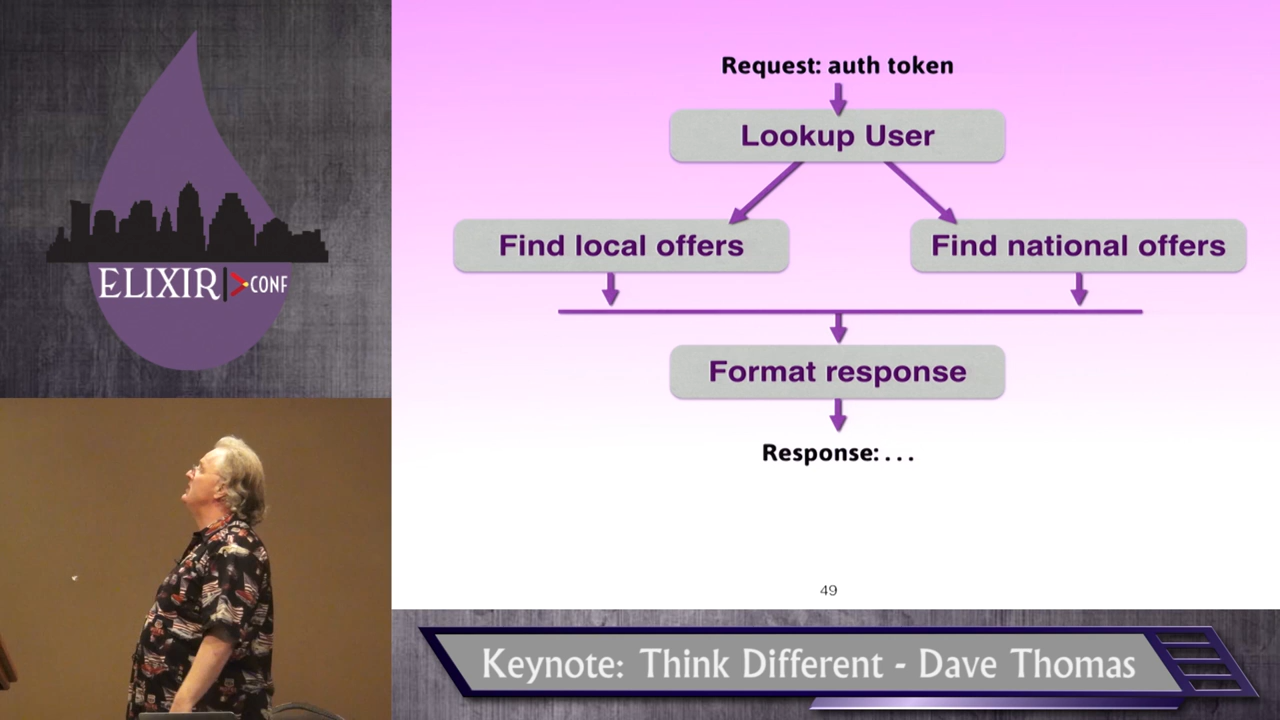 ELIXIR|>CONF
Request: auth token
Lookup User
Find local offers
Find national offers
Format response
Response: . . .
49
Keynote: Think Different - Dave Thomas